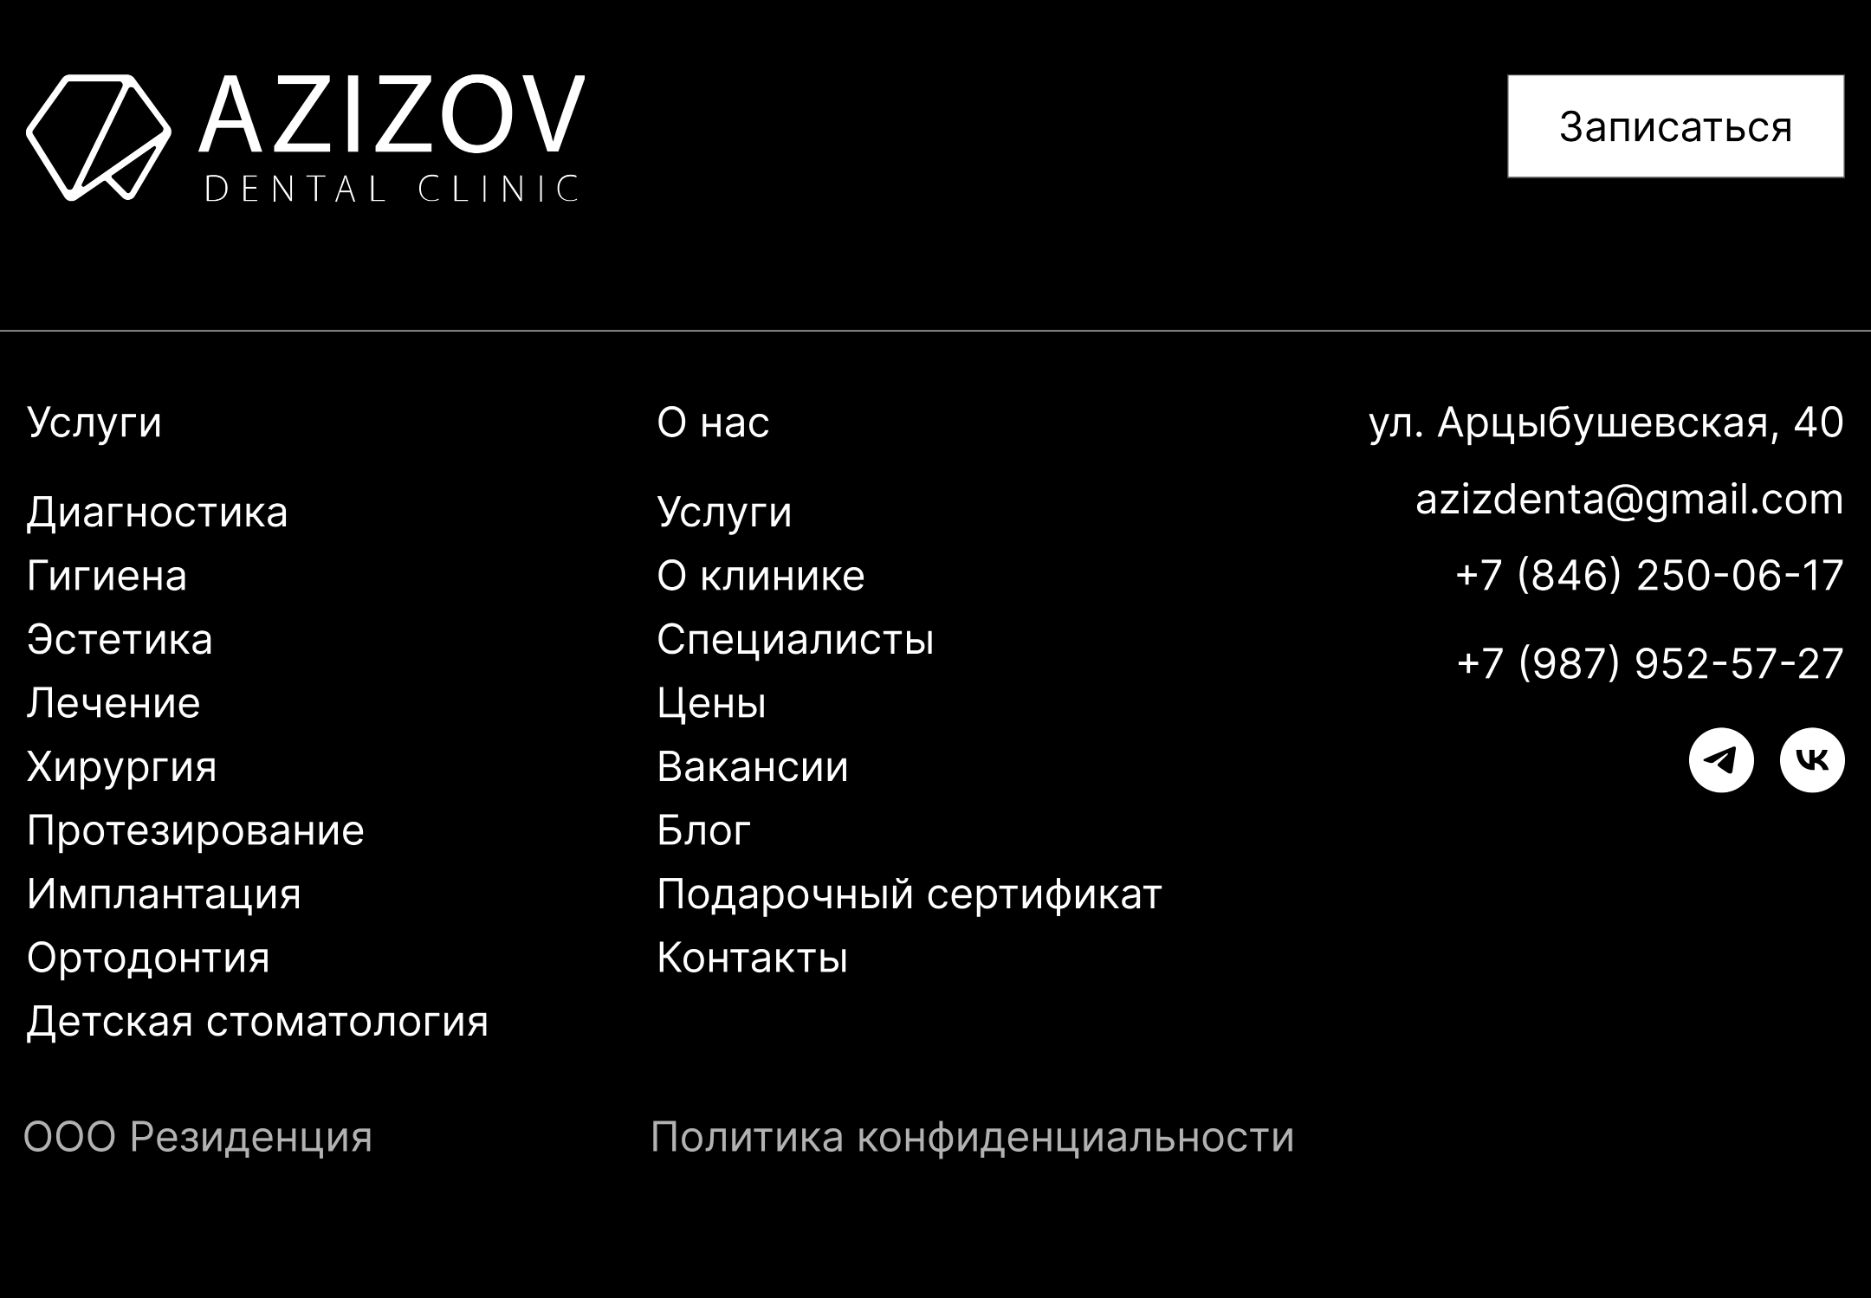 AZIZOV
DENTAL CLINIC
Записаться
Услуги
Диагностика
Гигиена
Эстетика
Лечение
Хирургия
Протезирование
Имплантация
Ортодонтия
Детская стоматология
О нас
Услуги
О клинике
Специалисты
Цены
Вакансии
Блог
Подарочный сертификат
Контакты
ул. Арцыбушевская, 40
azizdenta@gmail.com
+7 (846) 250-06-17
+7 (987) 952-57-27
ООО Резиденция
Политика конфиденциальности